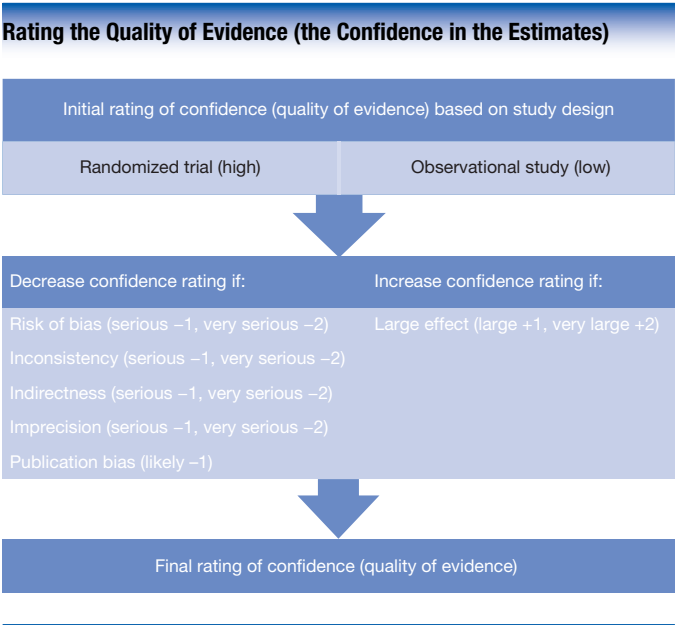 Rating the Quality of Evidence (the Confidence in the Estimates)
Initial rating of confidence (quality of evidence) based on study design
Randomized trial (high)
Observational study (low)
Decrease confidence rating if:
Increase confidence rating if:
Risk of bias (serious −1, very serious −2)
Large effect (large +1, very large +2)
Inconsistency (serious −1, very serious −2)
Indirectness (serious −1, very serious −2)
Imprecision (serious −1, very serious −2)
Publication bias (likely –1)
Final rating of confidence (quality of evidence)